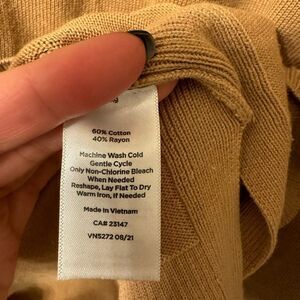 60% Cotton
40% Rayon
Machine Wash Cold
Gentle Cycle
Only Non-Chlorine Bleach
When Needed
Reshape, Lay Flat To Dry
Warm Iron, If Needed
Made in Vietnam
CA# 23147
VN5272 08/21